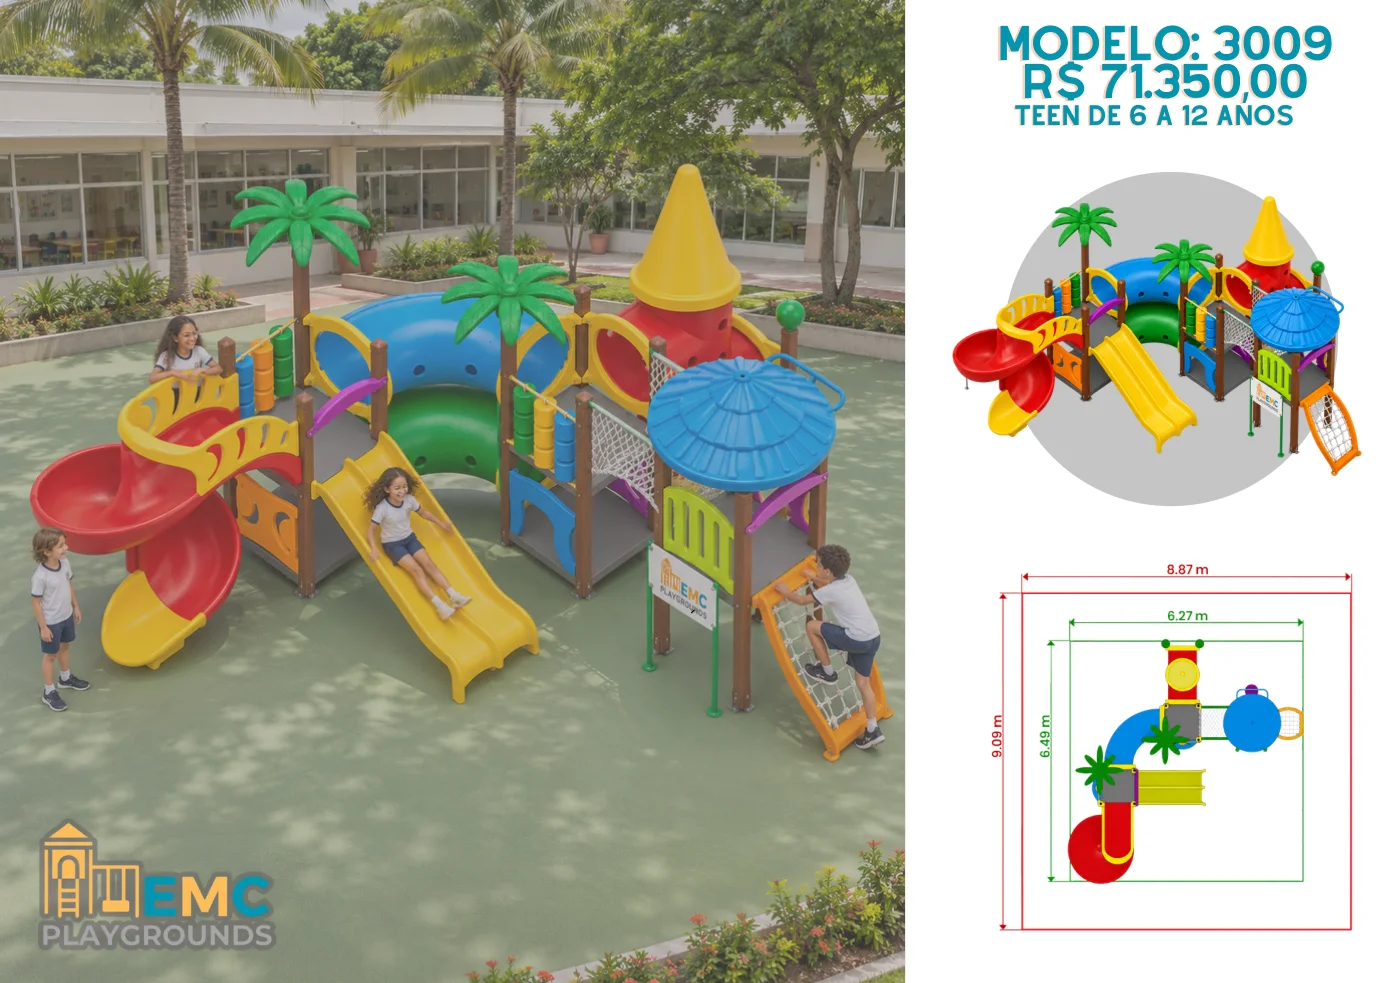 MODELO: 3009
R$ 71.350,00
TEEN DE 6 A 12 ANOS
EMC
PLAYGROUNDS
EMC
8.87 m
6.27 m
9.09 m
6.49 m
EMC
PLAYGROUNDS